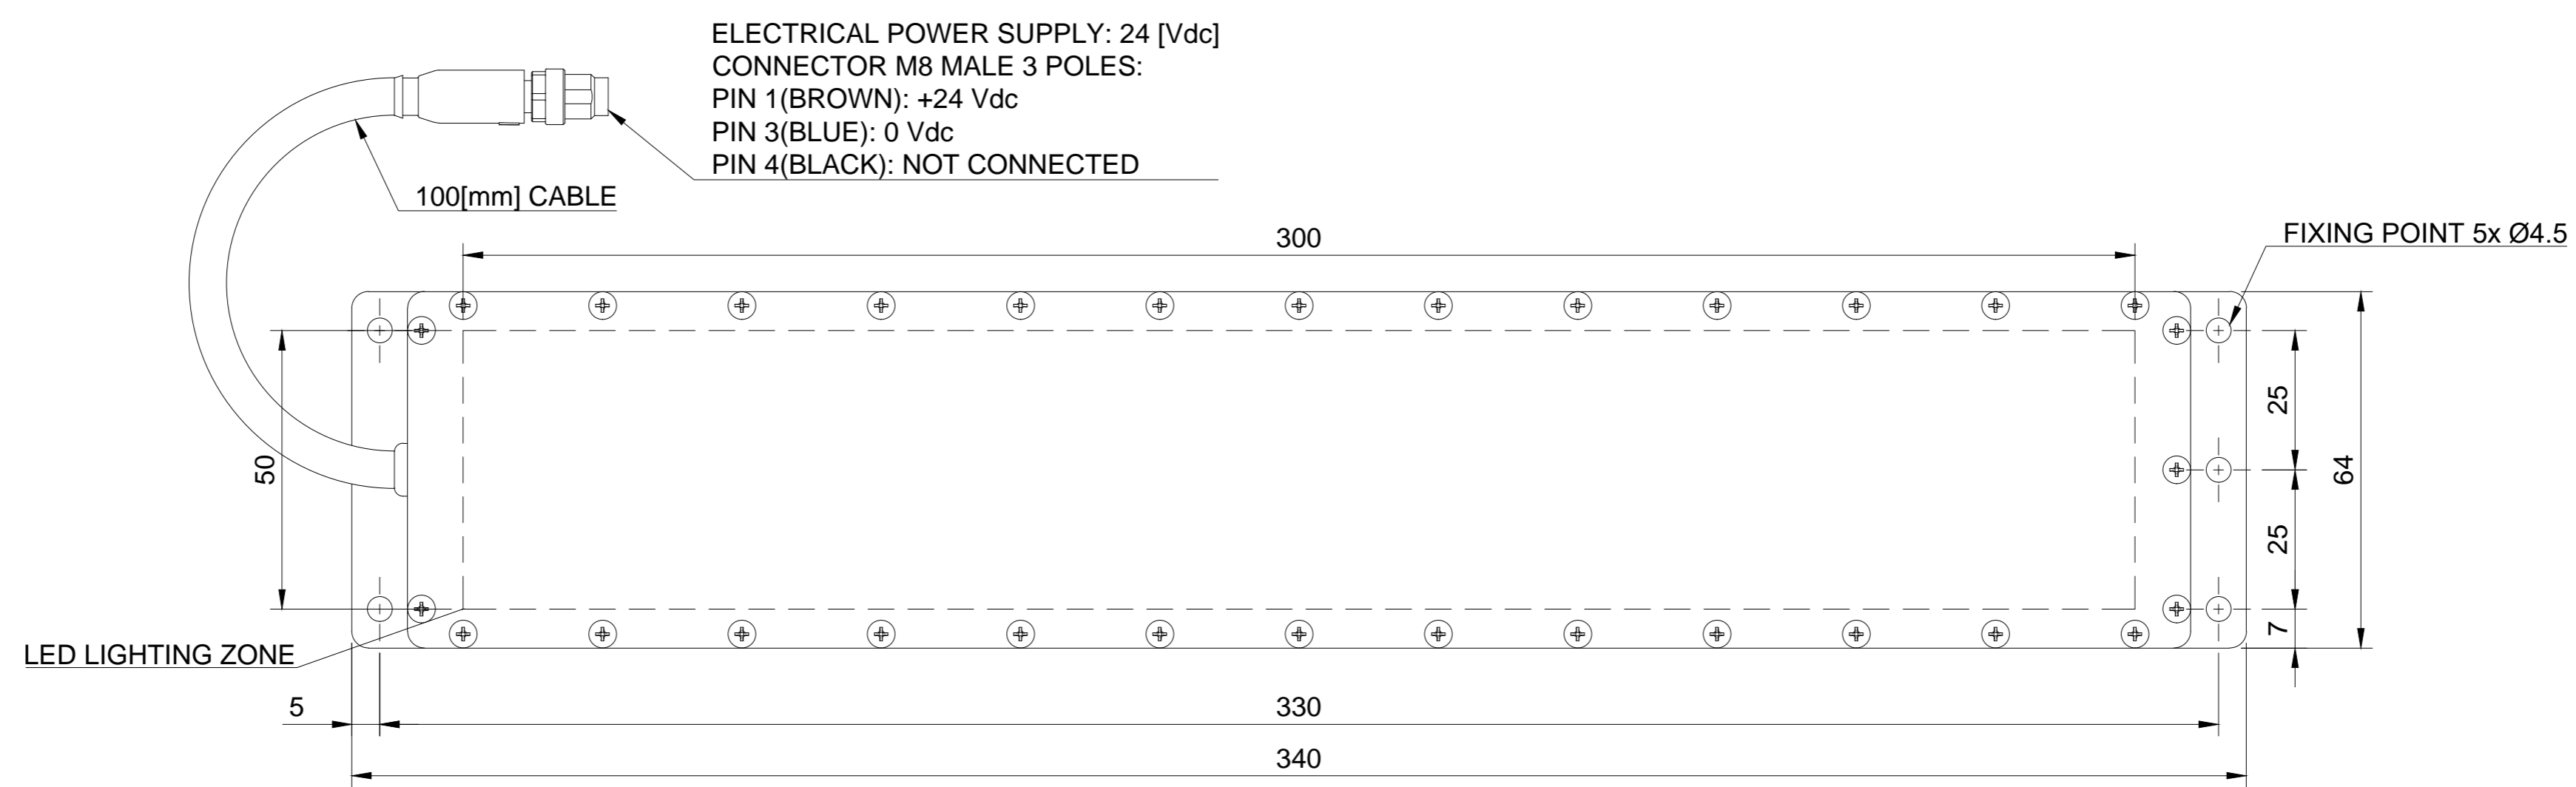 ELECTRICAL POWER SUPPLY: 24 [Vdc]
CONNECTOR M8 MALE 3 POLES:
PIN 1(BROWN): +24 Vdc
PIN 3(BLUE): 0 Vdc
PIN 4(BLACK): NOT CONNECTED
100[mm] CABLE
300
FIXING POINT 5x Ø4.5
25
50
64
25
7
LED LIGHTING ZONE
5
330
340